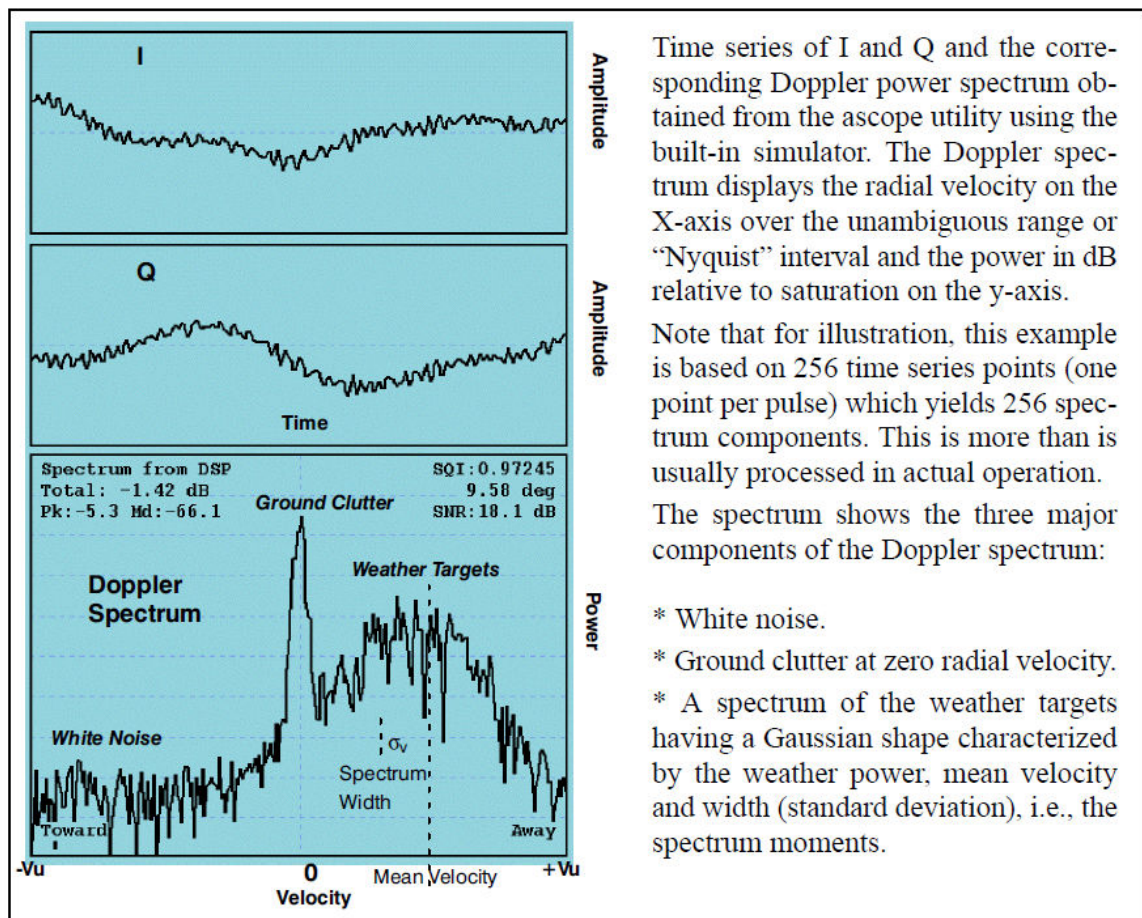 I
Amplitude
Q
Amplitude
Time
Spectrum from DSP
Total: -1.42 dB
Pk:-5.3 Md:-66.1
SQI:0.97245
9.58 deg
SNR:18.1 dB
Ground Clutter
Weather Targets
Doppler
Spectrum
Power
White Noise
σv
Spectrum
Width
Toward
Away
-Vu
0
+Vu
Mean Velocity
Velocity
Time series of I and Q and the corre-
sponding Doppler power spectrum ob-
tained from the ascope utility using the
built-in simulator. The Doppler spec-
trum displays the radial velocity on the
X-axis over the unambiguous range or
“Nyquist” interval and the power in dB
relative to saturation on the y-axis.
Note that for illustration, this example
is based on 256 time series points (one
point per pulse) which yields 256 spec-
trum components. This is more than is
usually processed in actual operation.
The spectrum shows the three major
components of the Doppler spectrum:
* White noise.
* Ground clutter at zero radial velocity.
* A spectrum of the weather targets
having a Gaussian shape characterized
by the weather power, mean velocity
and width (standard deviation), i.e., the
spectrum moments.